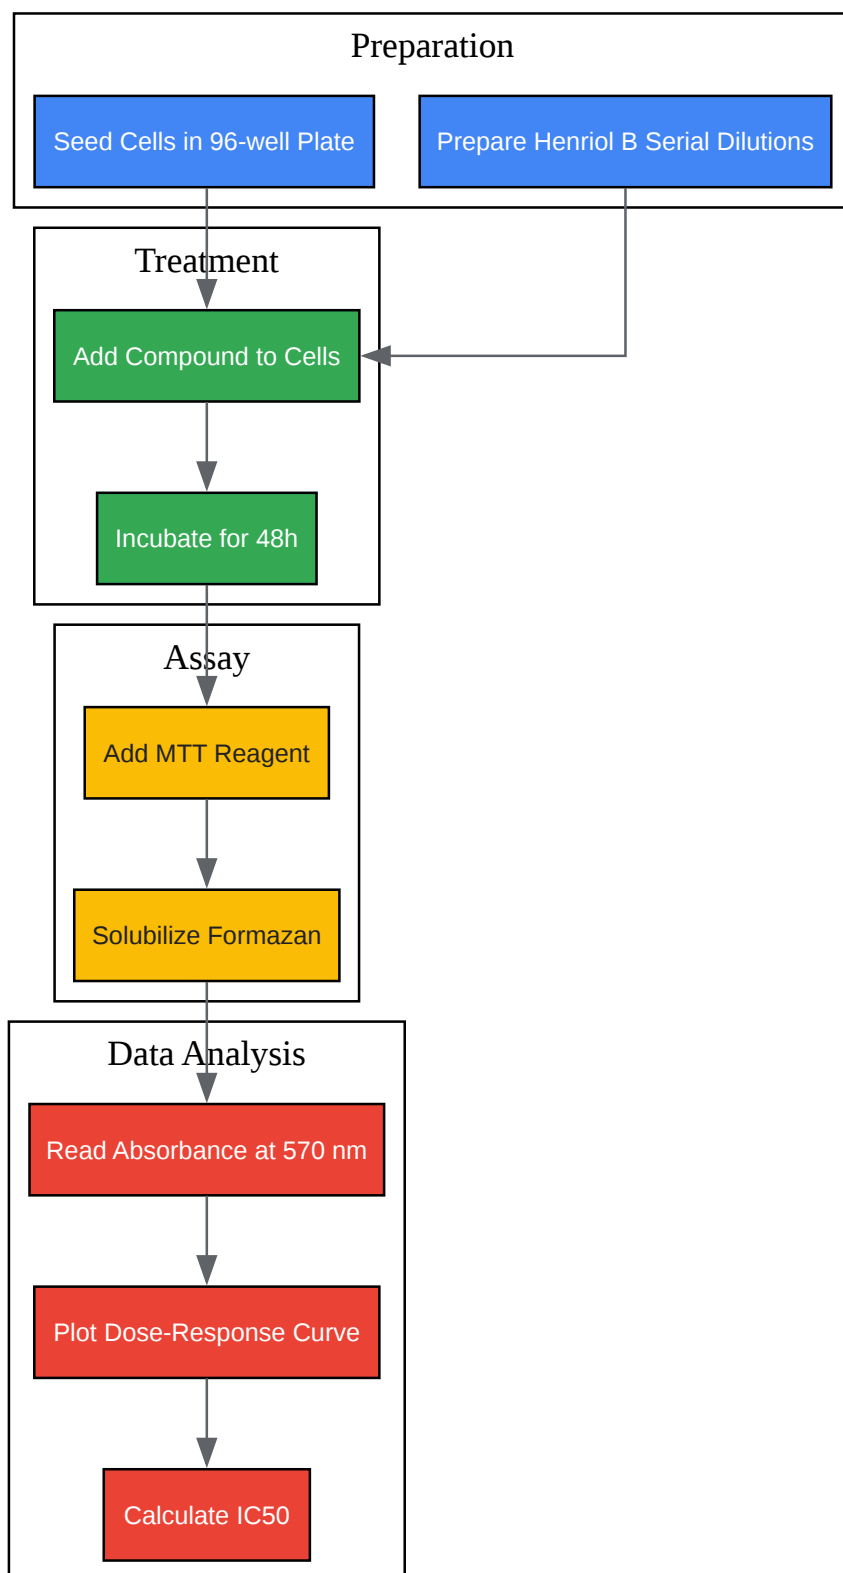 Preparation
Seed Cells in 96-well Plate
Prepare Henriol B Serial Dilutions
Treatment
Add Compound to Cells
Incubate for 48h
Assay
Add MTT Reagent
Solubilize Formazan
Data Analysis
Read Absorbance at 570 nm
Plot Dose-Response Curve
Calculate IC50